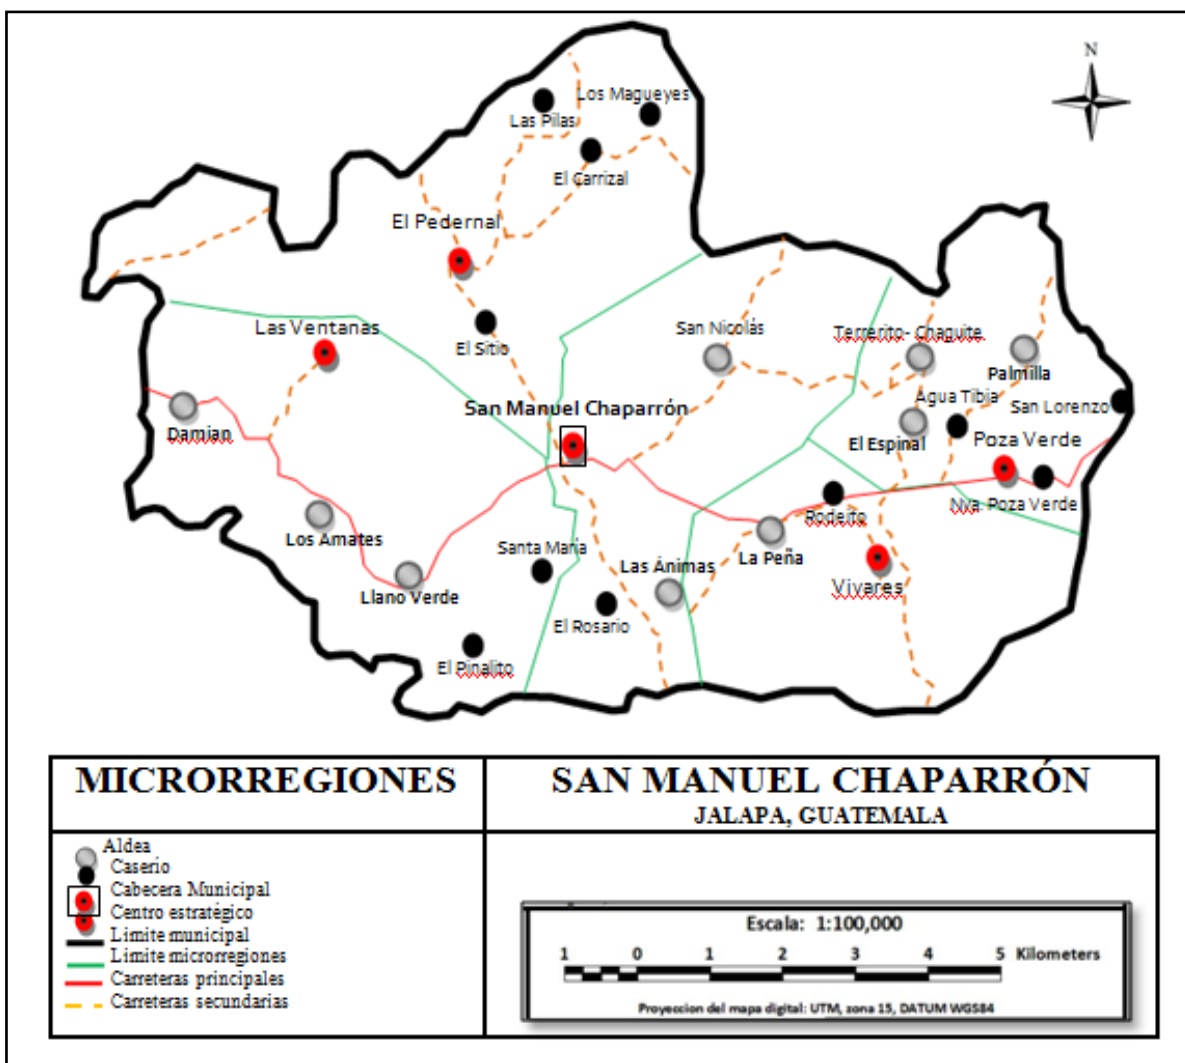 N
Los Magueyes
Las Pilas
El Carrizal
El Pedernal
San Nicolás
Las Ventanas
El Sitio
Terrerito- Chaguite
Palmilla
Agua Tibia
San Lorenzo
San Manuel Chaparrón
Damian
El Espinal
Poza Verde
Nva Poza Verde
Rodeito
Los Amates
Santa María
Las Ánimas
La Peña
Vivares
Llano Verde
El Rosario
El Pinalito
MICRORREGIONES
SAN MANUEL CHAPARRÓN
JALAPA, GUATEMALA
Aldea
Caserio
Cabecera Municipal
Centro estratégico
Limite municipal
Limite microrregiones
Carreteras principales
Carreteras secundarias
Escala: 1:100,000
1 0 1 2 3 4 5 Kilometers
Proyeccion del mapa digital: UTM, zona 15, DATUM WGS84